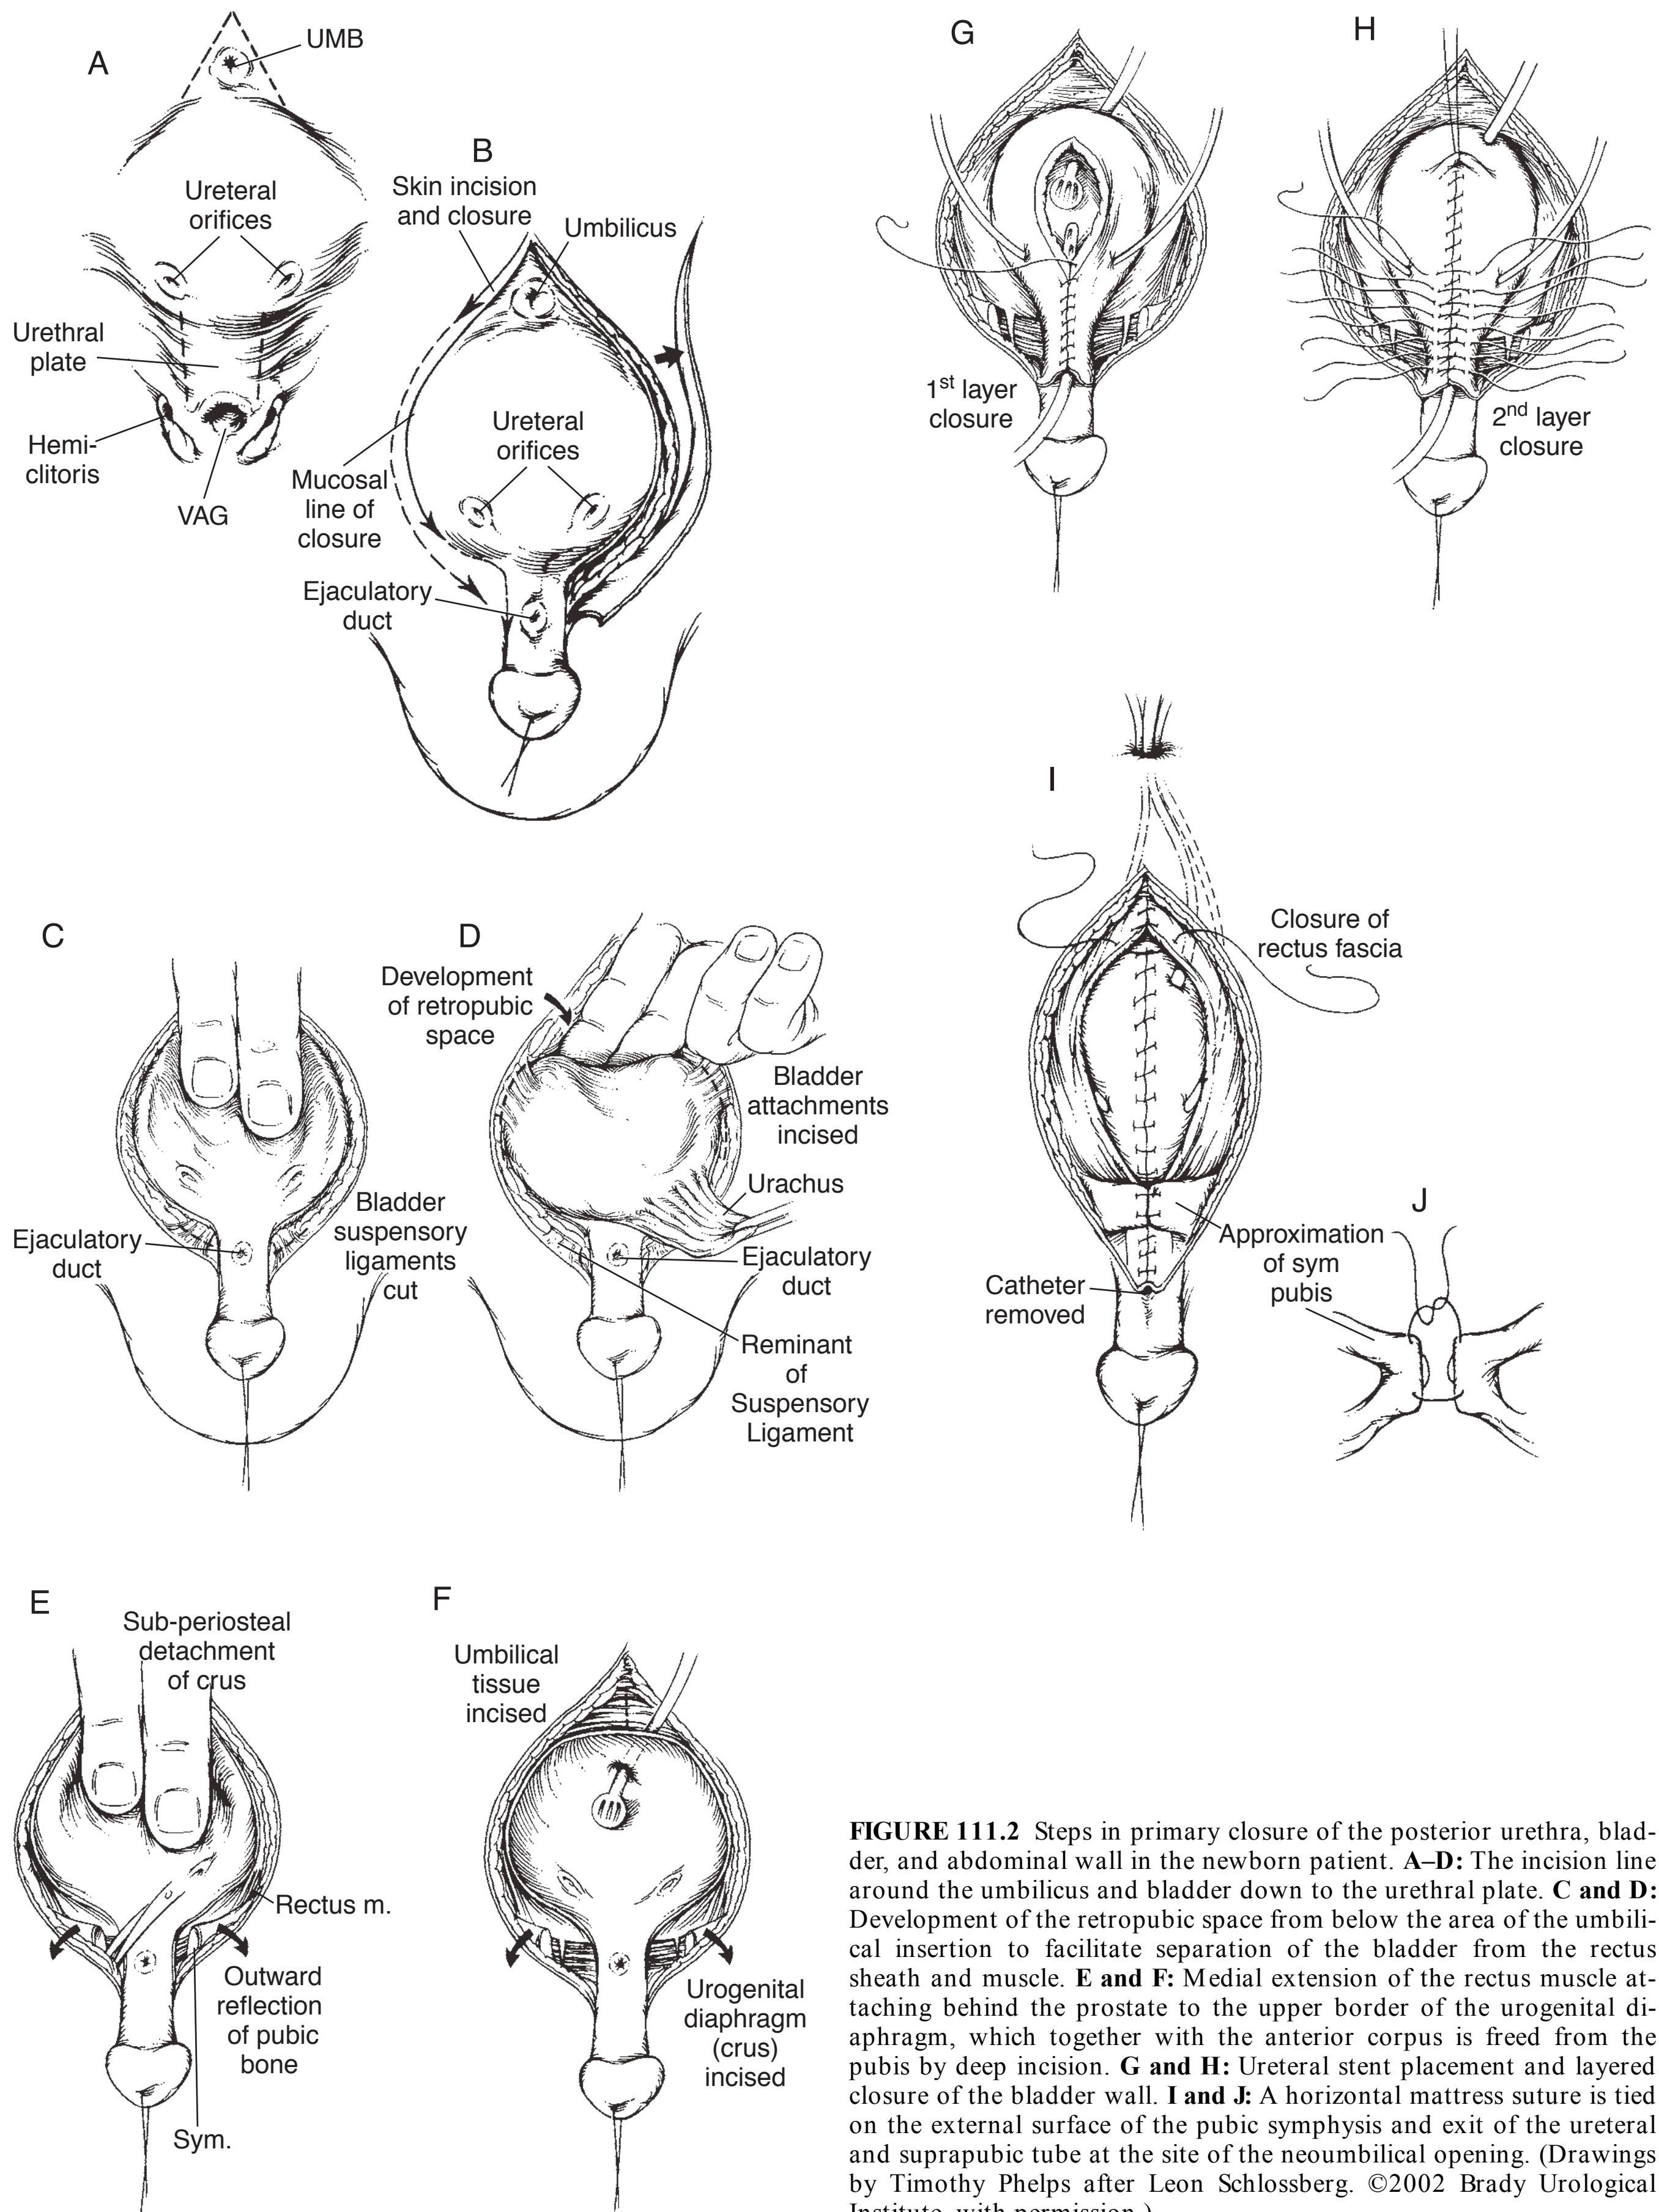 A
UMB
Ureteral
orifices
Urethral
plate
Hemi-
clitoris
VAG
B
Skin incision
and closure
Umbilicus
Ureteral
orifices
Mucosal
line of
closure
Ejaculatory
duct
C
Ejaculatory
duct
Bladder
suspensory
ligaments
cut
D
Development
of retropubic
space
Bladder
attachments
incised
Urachus
Ejaculatory
duct
Reminant
of
Suspensory
Ligament
E
Sub-periosteal
detachment
of crus
Rectus m.
Outward
reflection
of pubic
bone
Sym.
F
Umbilical
tissue
incised
Urogenital
diaphragm
(crus)
incised
G
1st layer
closure
H
2nd layer
closure
I
Closure of
rectus fascia
Approximation
of sym
pubis
Catheter
removed
J
FIGURE 111.2 Steps in primary closure of the posterior urethra, blad-
der, and abdominal wall in the newborn patient. A–D: The incision line
around the umbilicus and bladder down to the urethral plate. C and D:
Development of the retropubic space from below the area of the umbili-
cal insertion to facilitate separation of the bladder from the rectus
sheath and muscle. E and F: Medial extension of the rectus muscle at-
taching behind the prostate to the upper border of the urogenital di-
aphragm, which together with the anterior corpus is freed from the
pubis by deep incision. G and H: Ureteral stent placement and layered
closure of the bladder wall. I and J: A horizontal mattress suture is tied
on the external surface of the pubic symphysis and exit of the ureteral
and suprapubic tube at the site of the neoumbilical opening. (Drawings
by Timothy Phelps after Leon Schlossberg. ©2002 Brady Urological
Institute, with permission.)